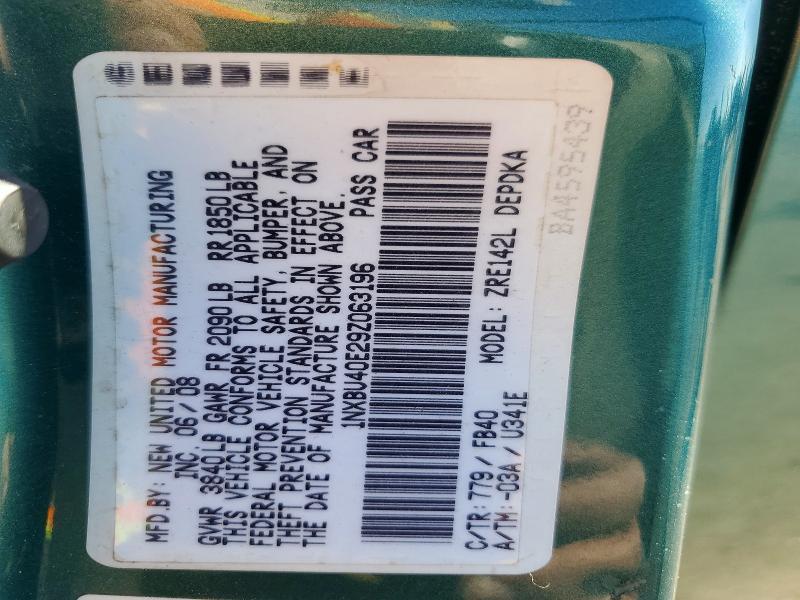 MFD.BY: NEW UNITED MOTOR MANUFACTURING
INC. 06/08
GVWR 3840LB GAWR FR 2090LB RR 1850LB
THIS VEHICLE CONFORMS TO ALL APPLICABLE
FEDERAL MOTOR VEHICLE SAFETY, BUMPER, AND
THEFT PREVENTION STANDARDS IN EFFECT ON
THE DATE OF MANUFACTURE SHOWN ABOVE.
1NXBU40E29Z063196 PASS CAR
C/TR: 779/FB40 MODEL: ZRE142L DEPDKA
A/TM: -03A/U341E
BA4595439